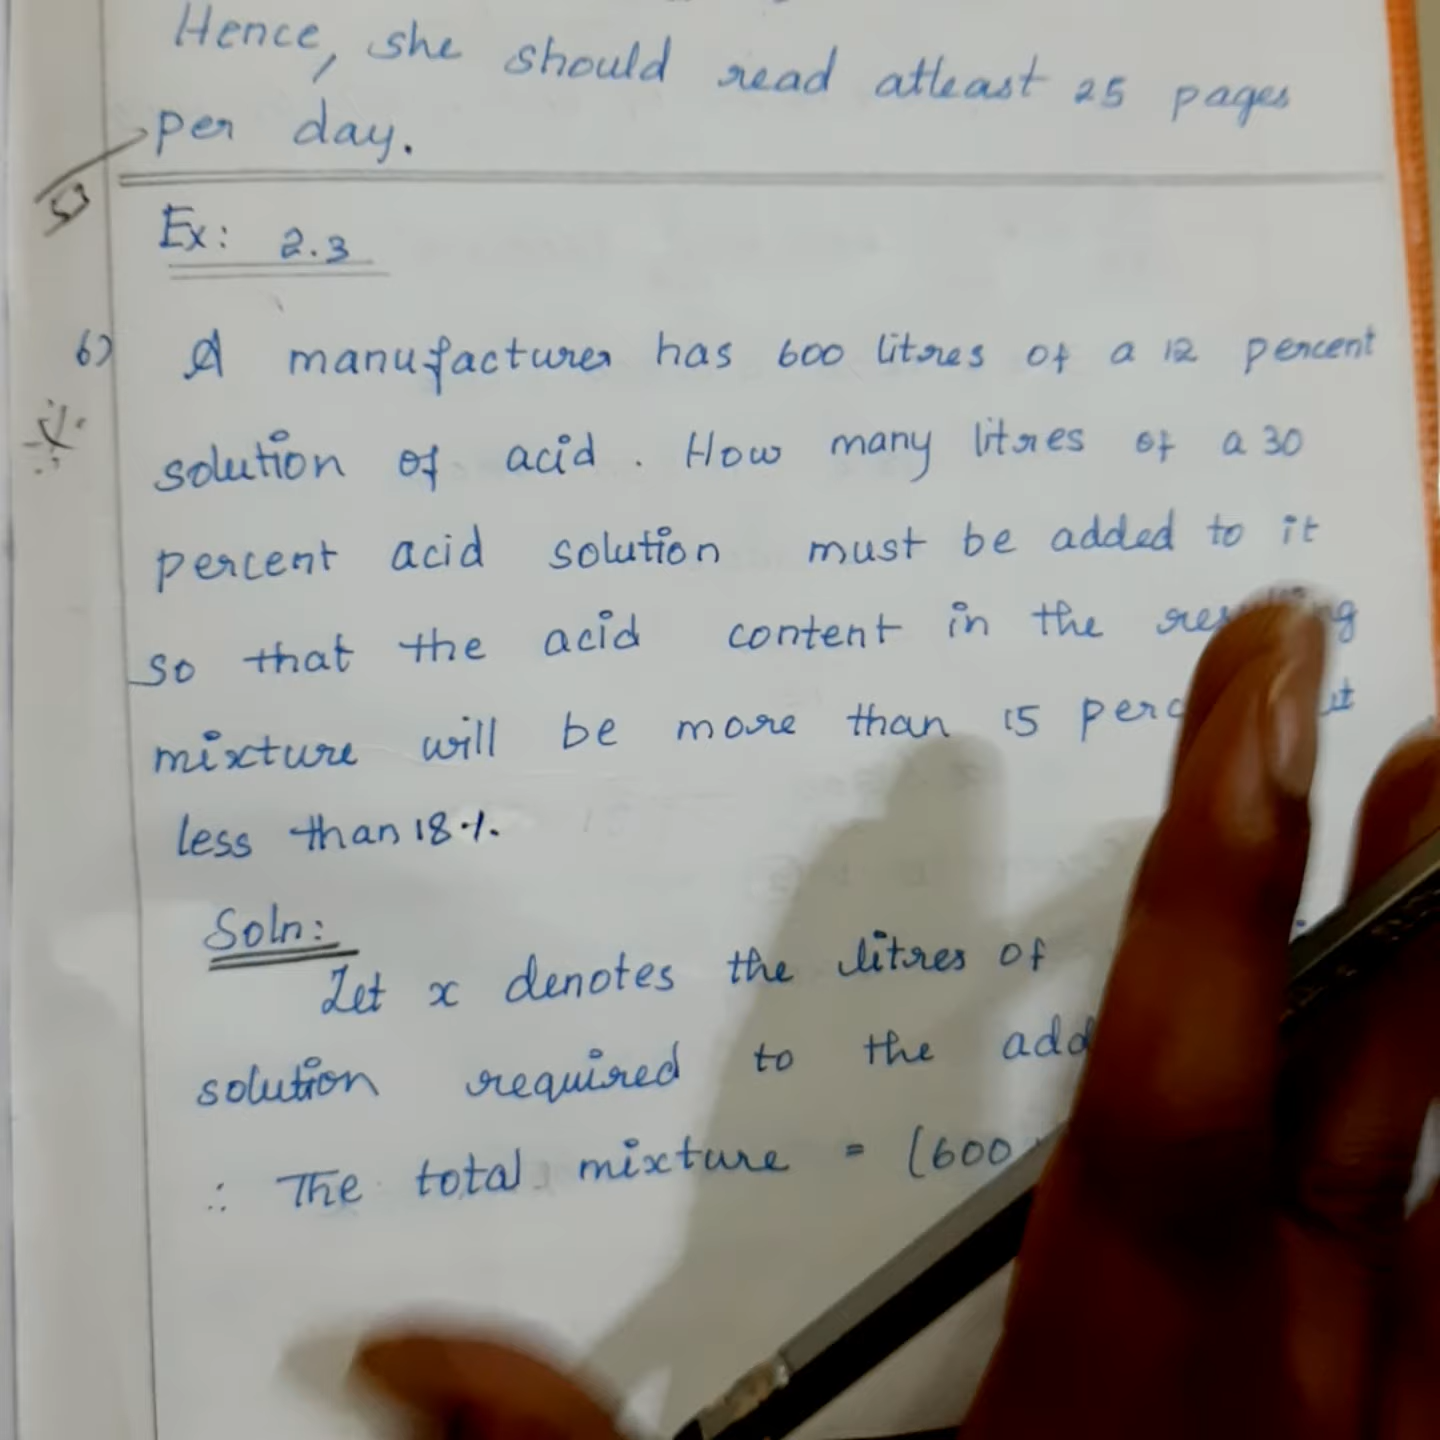 Hence, she should read atleast 25 pages
per day.
53
Ex: 2.3
6) A manufacturer has 600 litres of a 12 percent
solution of acid. How many litres of a 30
percent acid solution must be added to it
so that the acid content in the
mixture will be more than 15
less than 18%.
Soln:
Let x denotes the litres of
solution required to the add
∴ The total mixture = (600